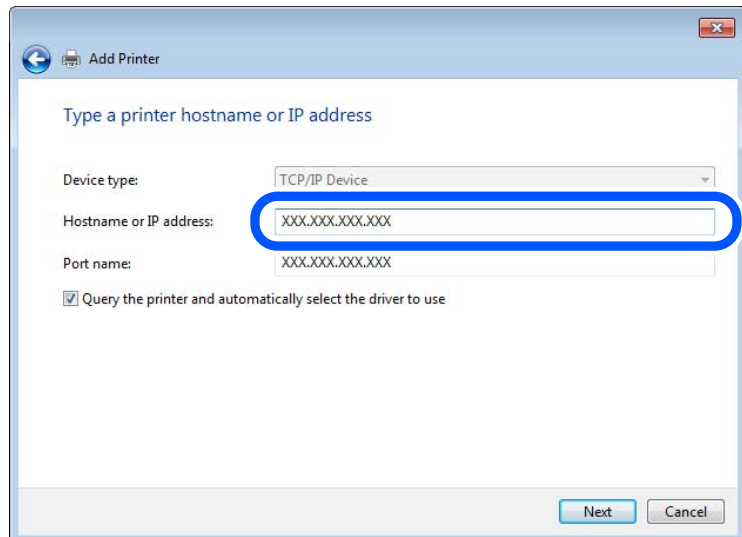 Add Printer
Type a printer hostname or IP address
Device type: TCP/IP Device
Hostname or IP address: XXX.XXX.XXX.XXX
Port name: XXX.XXX.XXX.XXX
Query the printer and automatically select the driver to use
Next Cancel